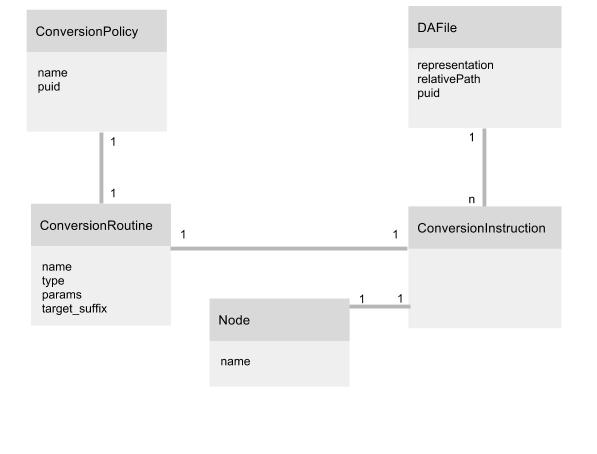 ConversionPolicy
name
puid
DAFile
representation
relativePath
puid
1
1
1
n
ConversionRoutine
name
type
params
target_suffix
1
1
ConversionInstruction
1
1
Node
name